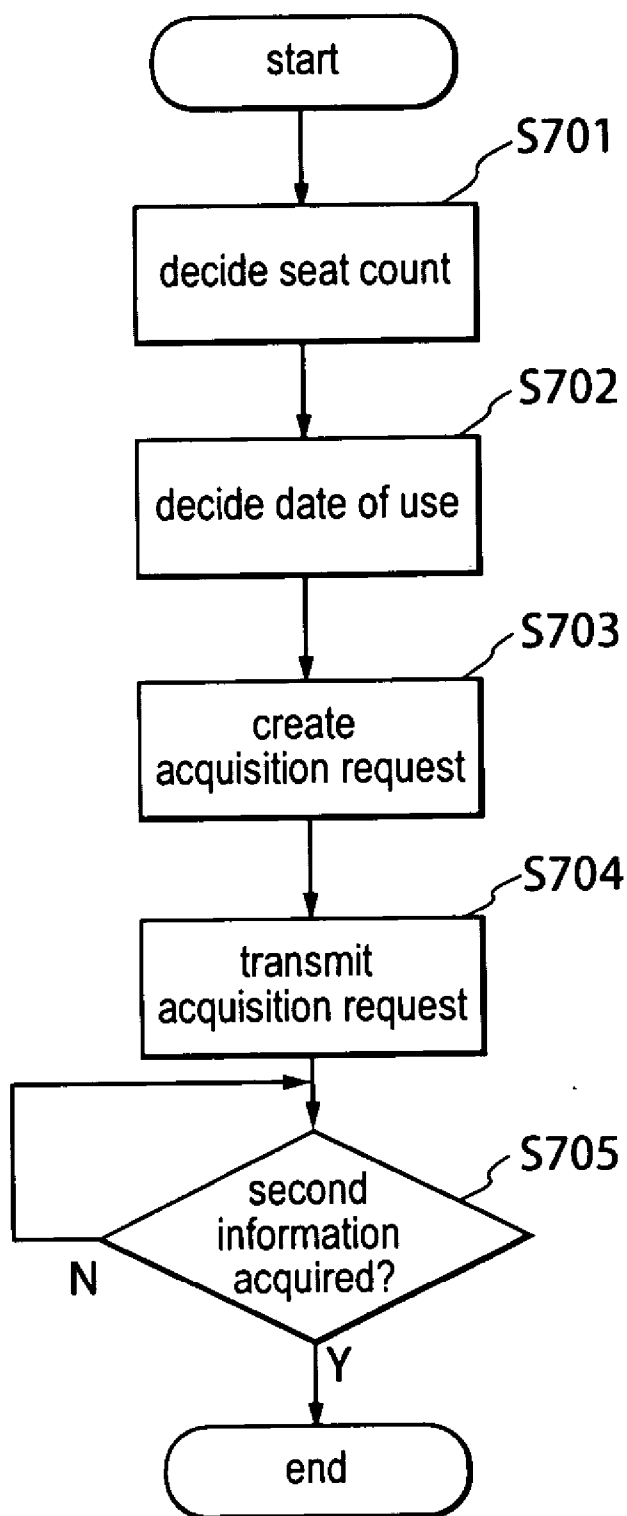 start
S701
decide seat count
S702
decide date of use
S703
create
acquisition request
S704
transmit
acquisition request
S705
second
information
acquired?
N
Y
end